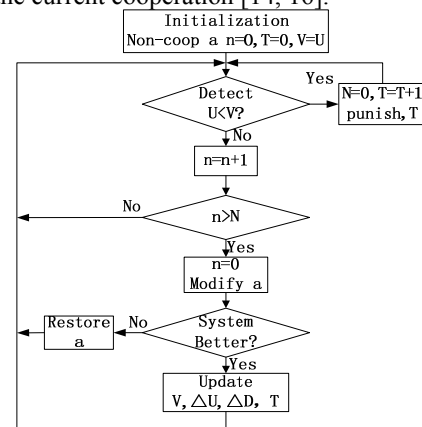 the current cooperation [14, 16].
Initialization
Non-coop a n=0,T=0,V=U
Yes
Detect
U<V?
N=0,T=T+1
punish,T
No
n=n+1
No
n>N
Yes
n=0
Modify a
Restore
a
No
System
Better?
Yes
Update
V,△U,△D, T